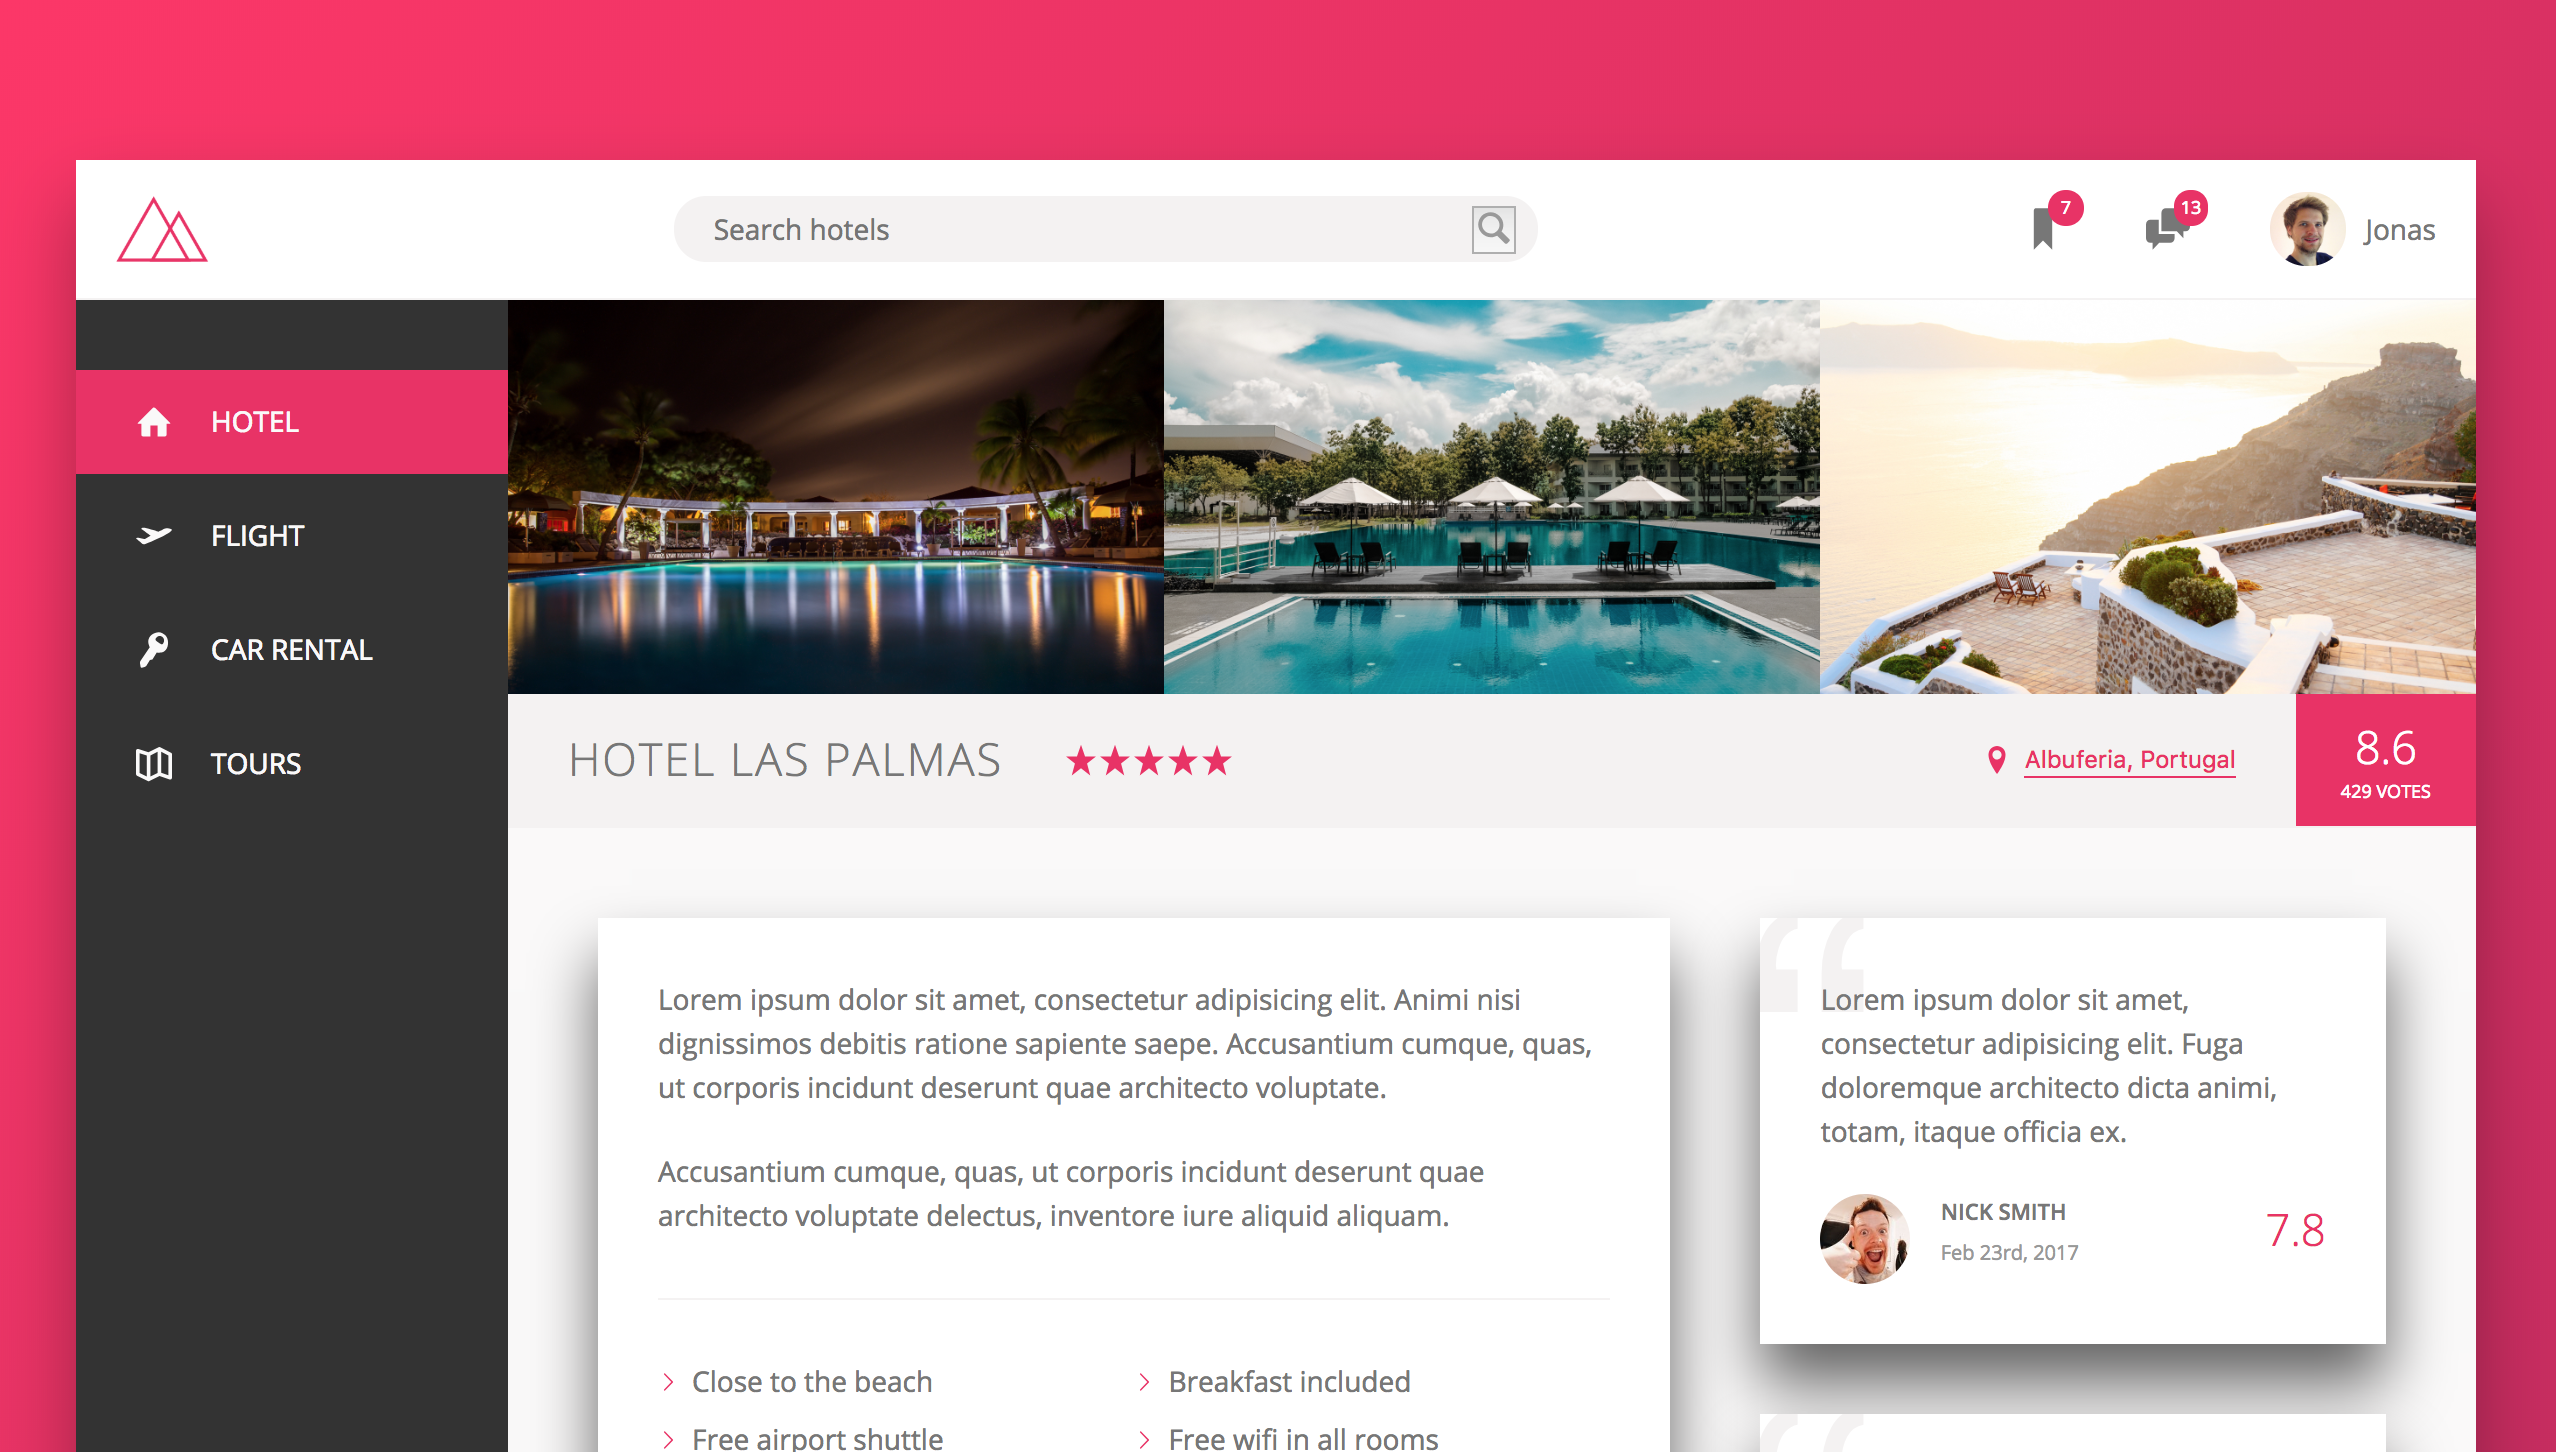 Search hotels
7
13
Jonas
HOTEL
FLIGHT
CAR RENTAL
TOURS
HOTEL LAS PALMAS
Albuferia, Portugal
8.6
429 VOTES
Lorem ipsum dolor sit amet, consectetur adipisicing elit. Animi nisi
dignissimos debitis ratione sapiente saepe. Accusantium cumque, quas,
ut corporis incidunt deserunt quae architecto voluptate.
Accusantium cumque, quas, ut corporis incidunt deserunt quae
architecto voluptate delectus, inventore iure aliquid aliquam.
Close to the beach
Breakfast included
Free airport shuttle
Free wifi in all rooms
“
Lorem ipsum dolor sit amet,
consectetur adipisicing elit. Fuga
doloremque architecto dicta animi,
totam, itaque officia ex.
NICK SMITH
Feb 23rd, 2017
7.8
“